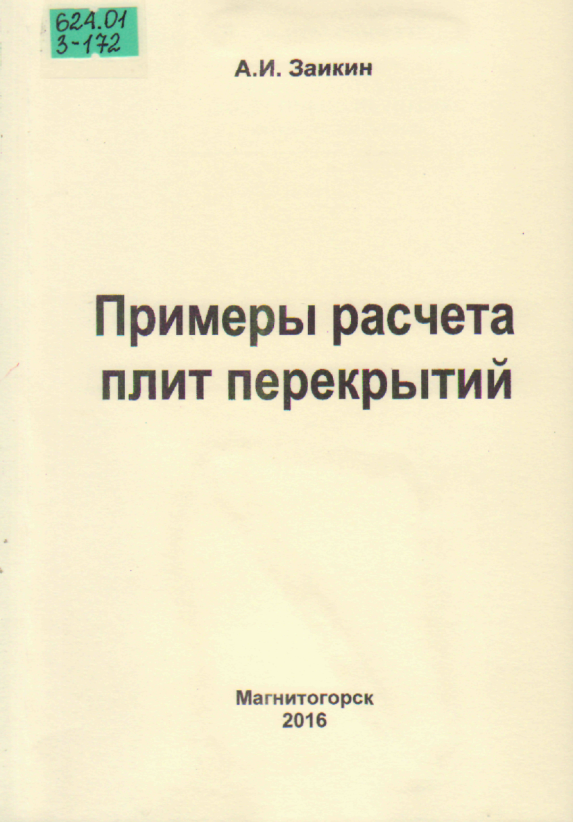 624.01
З-172
А.И. Заикин
Примеры расчета
плит перекрытий
Магнитогорск
2016